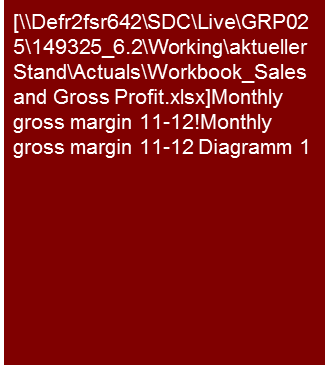 [\\Defr2fsr642\SDC\Live\GRP02
5\149325_6.2\Working\aktueller
Stand\Actuals\Workbook_Sales
and Gross Profit.xlsx]Monthly
gross margin 11-12!Monthly
gross margin 11-12 Diagramm 1